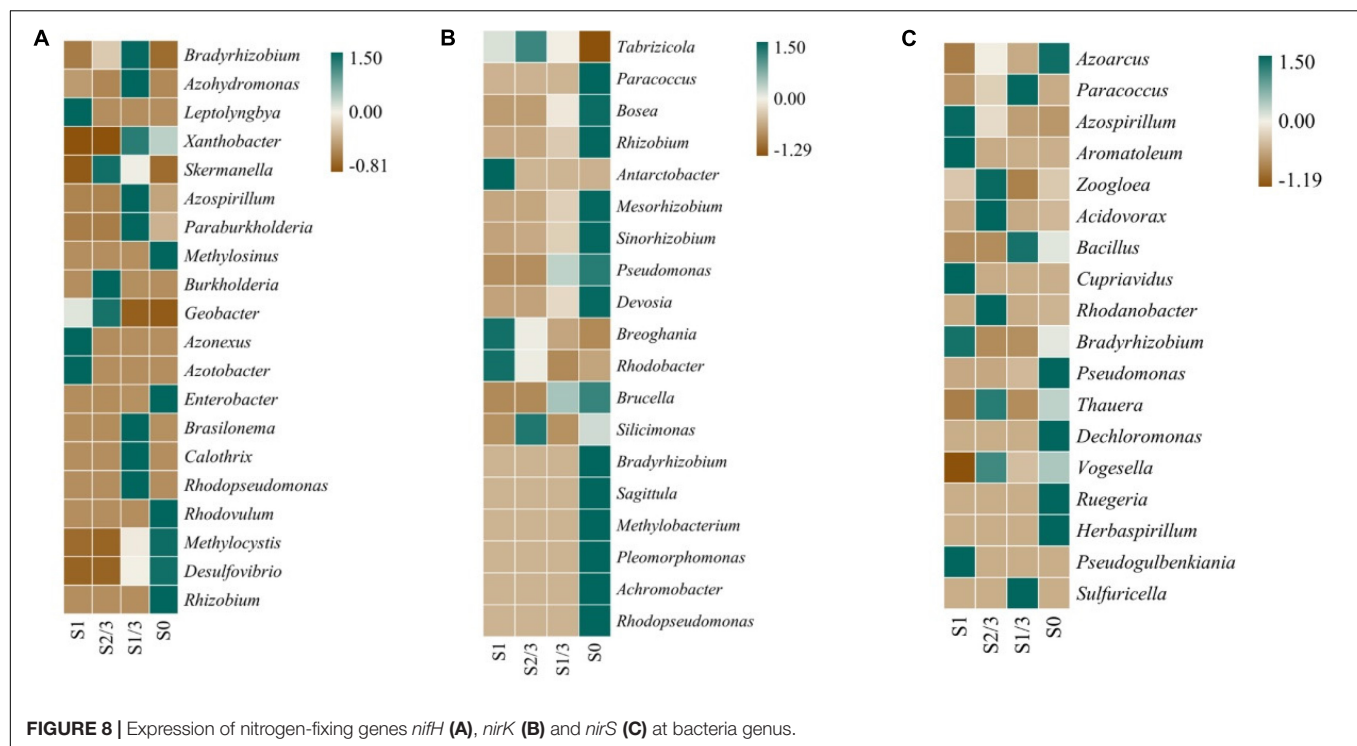 A
Bradyrhizobium
Azohydromonas
Leptolyngbya
Xanthobacter
Skermanella
Azospirillum
Paraburkholderia
Methylosinus
Burkholderia
Geobacter
Azonexus
Azotobacter
Enterobacter
Brasilonema
Calothrix
Rhodopseudomonas
Rhodovulum
Methylocystis
Desulfovibrio
Rhizobium
1.50
0.00
-0.81
S1
S2/3
S1/3
S0
B
Tabrizicola
Paracoccus
Bosea
Rhizobium
Antarctobacter
Mesorhizobium
Sinorhizobium
Pseudomonas
Devosia
Breoghania
Rhodobacter
Brucella
Silicimonas
Bradyrhizobium
Sagittula
Methylobacterium
Pleomorphomonas
Achromobacter
Rhodopseudomonas
1.50
0.00
-1.29
S1
S2/3
S1/3
S0
C
Azoarcus
Paracoccus
Azospirillum
Aromatoleum
Zoogloea
Acidovorax
Bacillus
Cupriavidus
Rhodanobacter
Bradyrhizobium
Pseudomonas
Thauera
Dechloromonas
Vogesella
Ruegeria
Herbaspirillum
Pseudogulbenkiania
Sulfuricella
1.50
0.00
-1.19
S1
S2/3
S1/3
S0
FIGURE 8 | Expression of nitrogen-fixing genes nifH (A), nirK (B) and nirS (C) at bacteria genus.